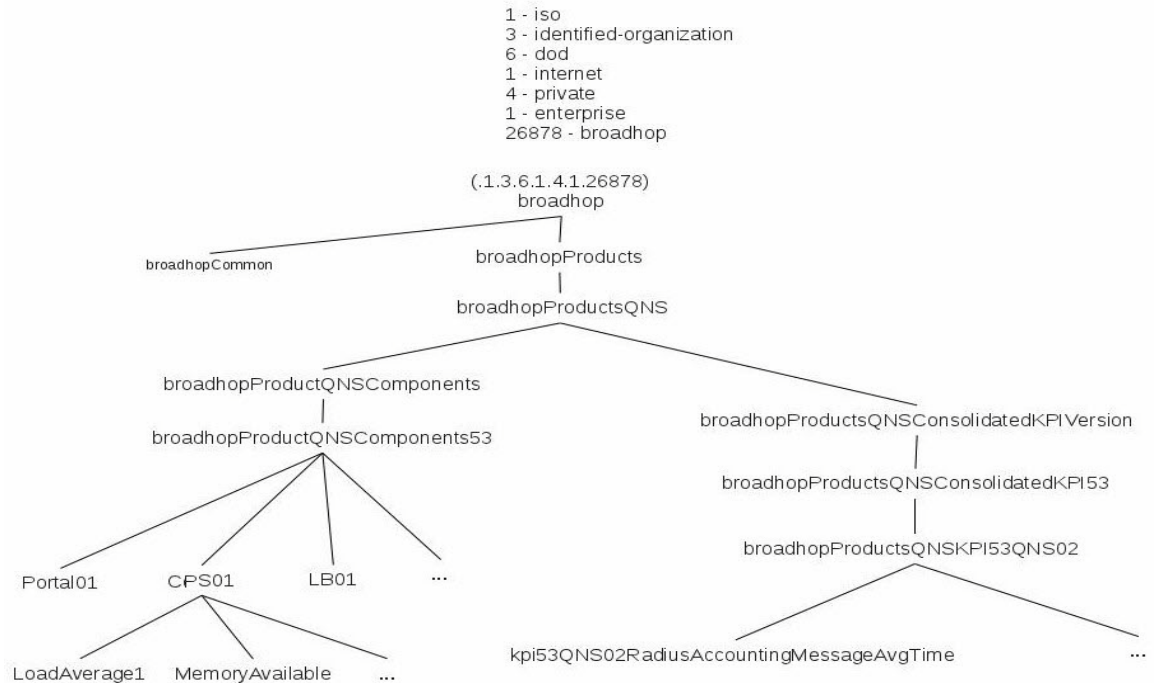 1 - iso
3 - identified-organization
6 - dod
1 - internet
4 - private
1 - enterprise
26878 - broadhop
(.1.3.6.1.4.1.26878)
broadhop
broadhopCommon
broadhopProducts
broadhopProductsQNS
broadhopProductQNSComponents
broadhopProductQNSComponents53
broadhopProductsQNSConsolidatedKPIVersion
broadhopProductsQNSConsolidatedKPI53
broadhopProductsQNSKPI53QNS02
Portal01 CPS01 LB01 ...
LoadAverage1 MemoryAvailable ...
kpi53QNS02RadiusAccountingMessageAvgTime ...